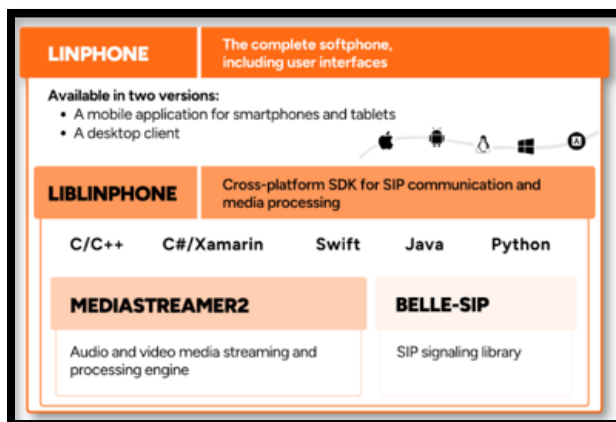 LINPHONE
The complete softphone,
including user interfaces
Available in two versions:
• A mobile application for smartphones and tablets
• A desktop client
LIBLINPHONE
Cross-platform SDK for SIP communication and
media processing
C/C++ C#/Xamarin Swift Java Python
MEDIASTREAMER2
Audio and video media streaming and
processing engine
BELLE-SIP
SIP signaling library